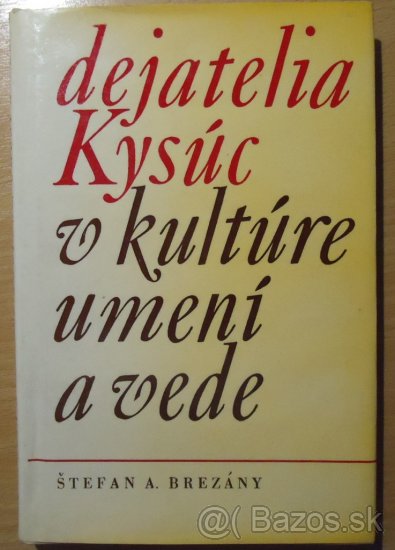 dejatelia
Kysúc
v kultúre
umení
a vede
ŠTEFAN A. BREZÁNY
@( Bazos.sk